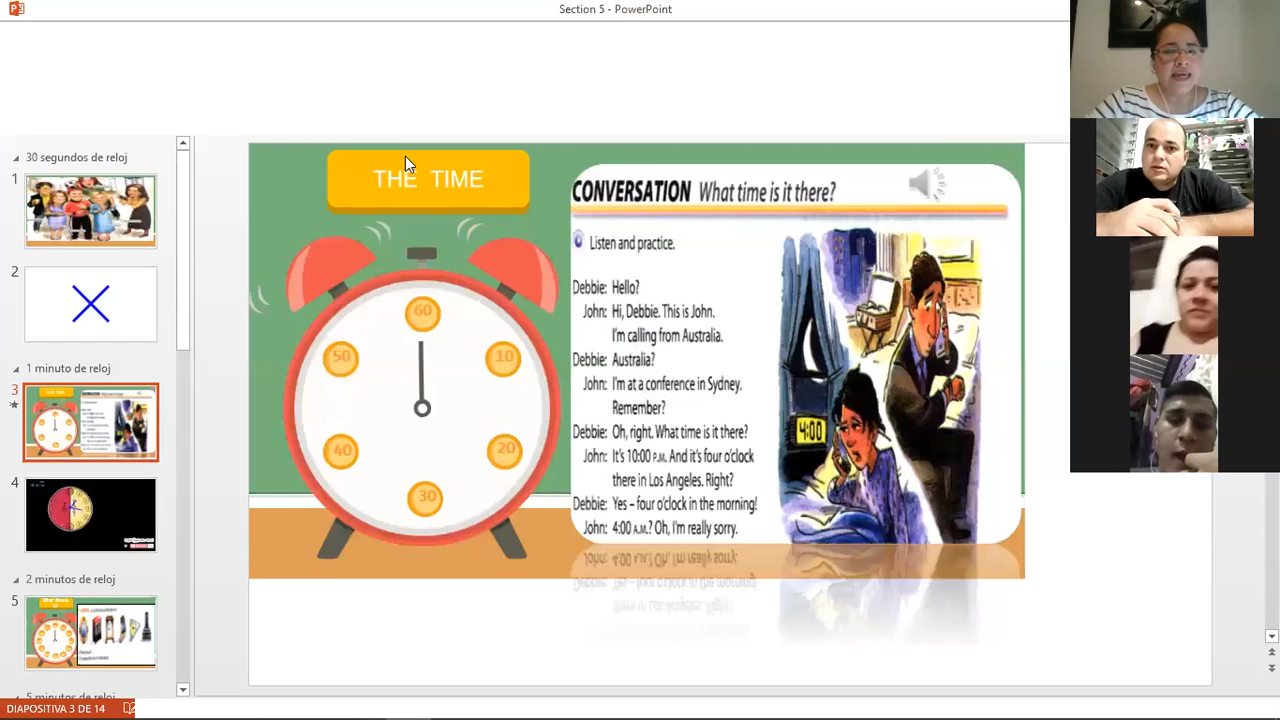 Section 5 - PowerPoint
30 segundos de reloj
1
2
1 minuto de reloj
3
4
2 minutos de reloj
5
5 minutos de reloj
DIAPOSITIVA 3 DE 14
THE TIME
60
50
10
40
20
30
CONVERSATION What time is it there?
Listen and practice.
Debbie: Hello?
John: Hi, Debbie. This is John.
I'm calling from Australia.
Debbie: Australia?
John: I'm at a conference in Sydney.
Remember?
Debbie: Oh, right. What time is it there?
John: It's 10:00 P.M. And it's four o'clock
there in Los Angeles. Right?
Debbie: Yes – four o'clock in the morning!
John: 4:00 A.M.? Oh, I'm really sorry.
4:00